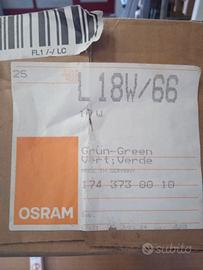 FL1 /-/ LC
25
L 18W/66
Grün-Green
Vert;Verde
MADE IN GERMANY
174 373 00 10
OSRAM
subito